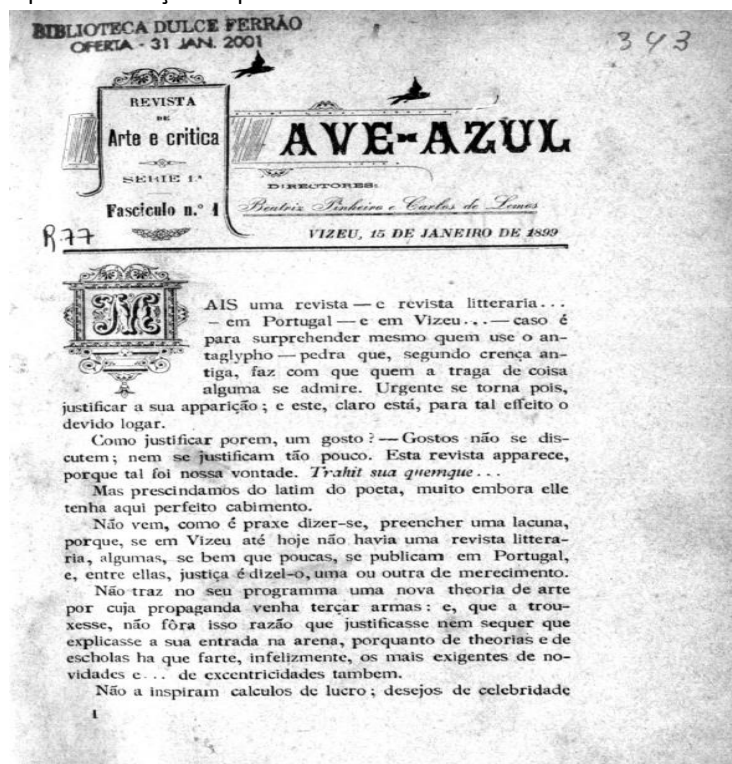 BIBLIOTECA DULCE FERRÃO
OFERTA - 31 JAN. 2001
343
REVISTA
DE
Arte e critica
SERIE 1.ª
Fasciculo n.º 1
AVE-AZUL
DIRECTORES:
Beatriz Pinheiro e Carlos de Lemos
R.77
VIZEU, 15 DE JANEIRO DE 1899
MAIS uma revista — e revista litteraria...
– em Portugal — e em Vizeu... — caso é
para surprehender mesmo quem use o an-
taglypho — pedra que, segundo crença an-
tiga, faz com que quem a traga de coisa
alguma se admire. Urgente se torna pois,
justificar a sua apparição ; e este, claro está, para tal effeito o
devido logar.
Como justificar porem, um gosto ? — Gostos não se dis-
cutem ; nem se justificam tão pouco. Esta revista apparece,
porque tal foi nossa vontade. Trahit sua quemque...
Mas prescindamos do latim do poeta, muito embora elle
tenha aqui perfeito cabimento.
Não vem, como é praxe dizer-se, preencher uma lacuna,
porque, se em Vizeu até hoje não havia uma revista littera-
ria, algumas, se bem que poucas, se publicam em Portugal,
e, entre ellas, justiça é dizel-o, uma ou outra de merecimento.
Não traz no seu programma uma nova theoria de arte
por cuja propaganda venha terçar armas : e, que a trou-
xesse, não fôra isso razão que justificasse nem sequer que
explicasse a sua entrada na arena, porquanto de theorias e de
escholas ha que farte, infelizmente, os mais exigentes de no-
vidades e... de excentricidades tambem.
Não a inspiram calculos de lucro ; desejos de celebridade
1